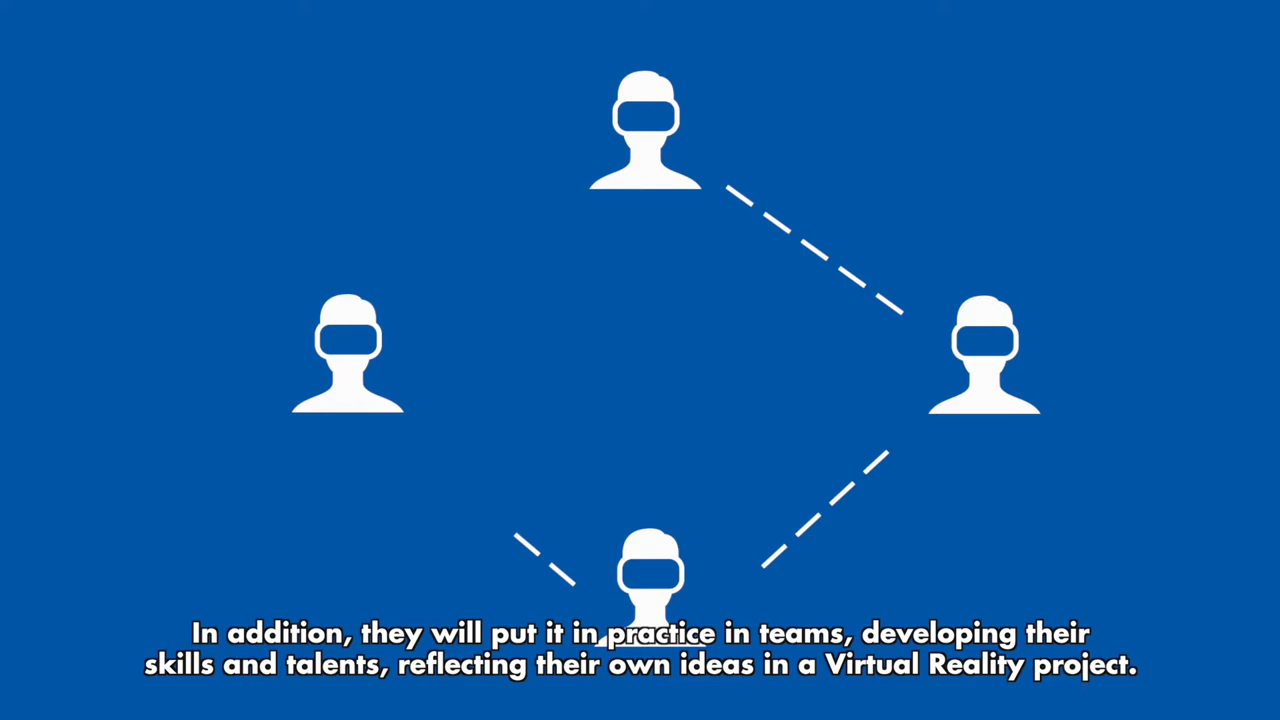 In addition, they will put it in practice in teams, developing their
skills and talents, reflecting their own ideas in a Virtual Reality project.